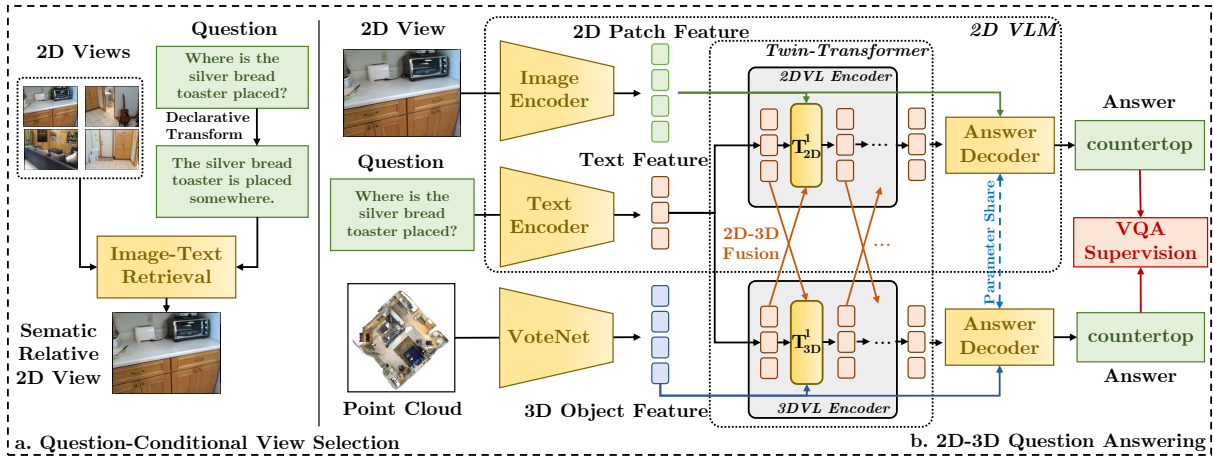 Question
2D Views
Where is the
silver bread
toaster placed?
Declarative
Transform
The silver bread
toaster is placed
somewhere.
Image-Text
Retrieval
Sematic
Relative
2D View
a. Question-Conditional View Selection
2D View
2D Patch Feature
2D VLM
Twin-Transformer
Image
Encoder
2DVL Encoder
T^1_2D
...
Answer
Decoder
Answer
countertop
Question
Where is the
silver bread
toaster placed?
Text Feature
Text
Encoder
2D-3D
Fusion
...
Parameter Share
VQA
Supervision
VoteNet
Point Cloud
3D Object Feature
T^1_3D
...
3DVL Encoder
Answer
Decoder
countertop
Answer
b. 2D-3D Question Answering